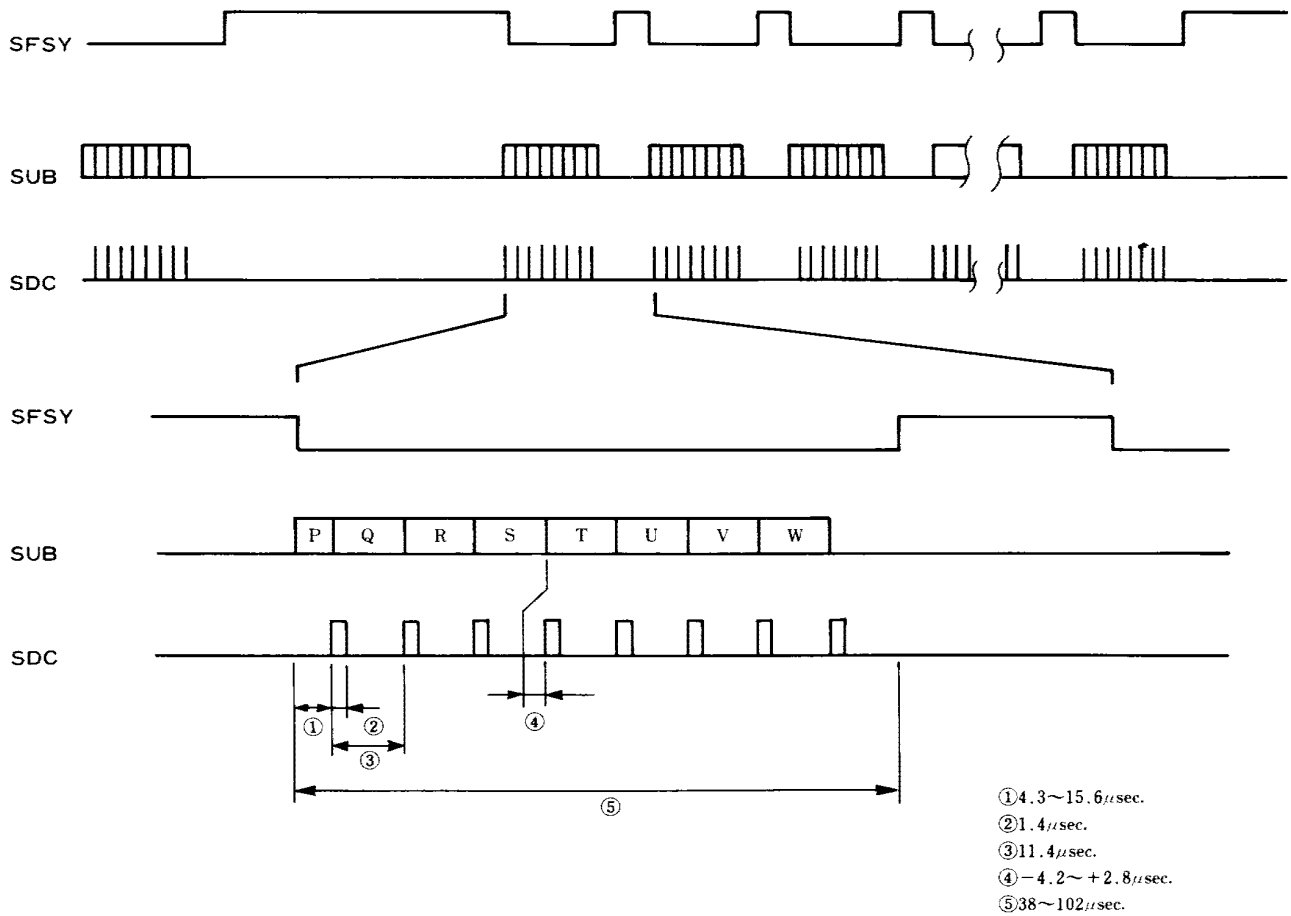 SFSY
SUB
SDC
SFSY
SUB
P Q R S T U V W
SDC
① ② ④
③
⑤
①4.3~15.6μsec.
②1.4μsec.
③11.4μsec.
④−4.2~+2.8μsec.
⑤38~102μsec.